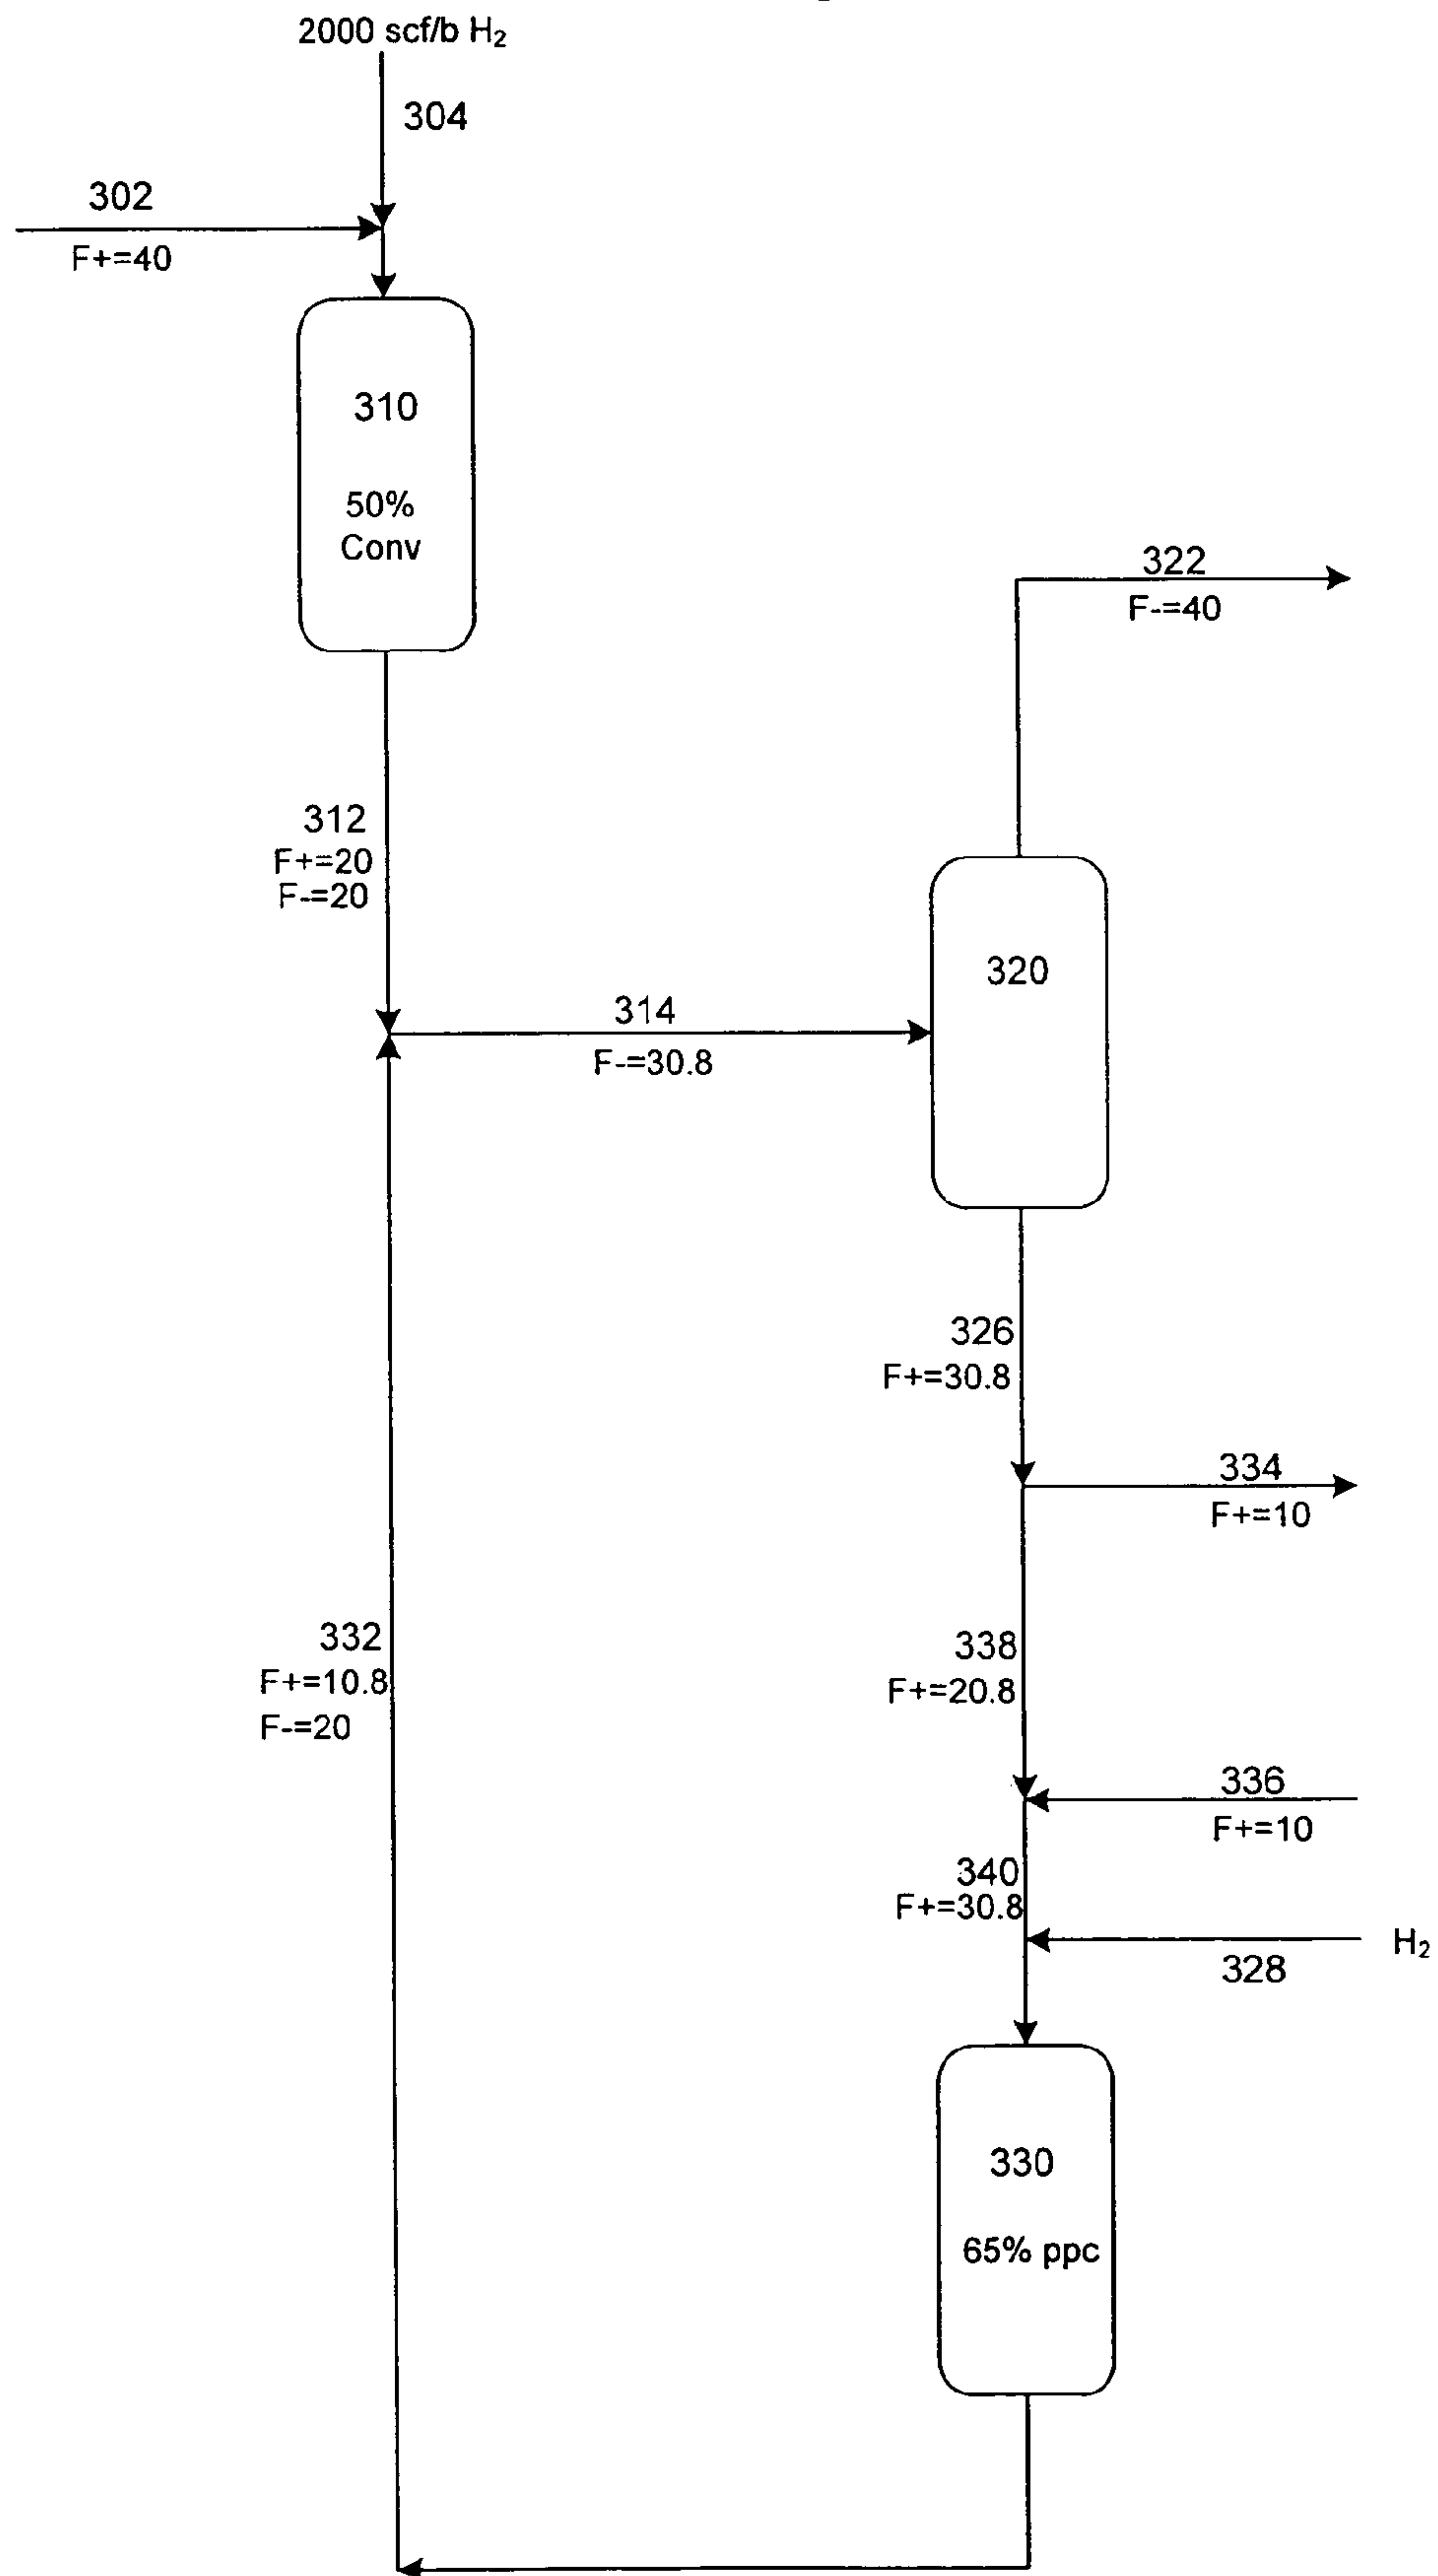 2000 scf/b H₂
304
302
F+=40
310
50%
Conv
322
F-=40
312
F+=20
F-=20
320
314
F-=30.8
326
F+=30.8
334
F+=10
332
F+=10.8
F-=20
338
F+=20.8
336
F+=10
340
F+=30.8
H₂
328
330
65% ppc